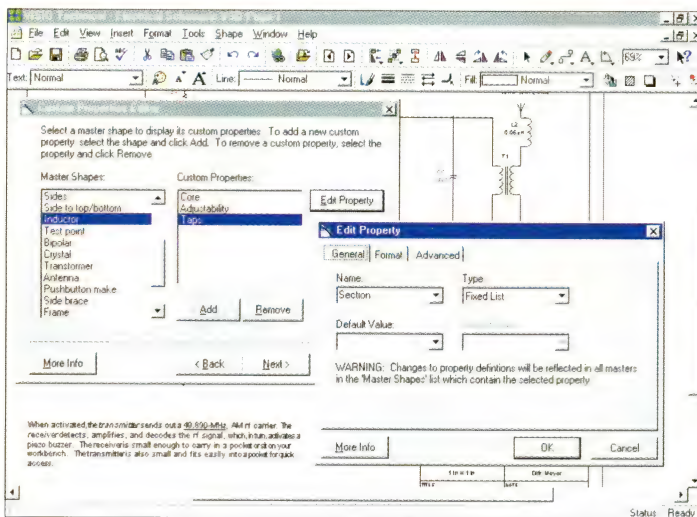 File Edit View Insert Format Tools Shape Window Help
69%
Text: Normal Line: Normal Fill: Normal
Select a master shape to display its custom properties. To add a new custom
property select the shape and click Add. To remove a custom property, select the
property and click Remove
Master Shapes:
Sides
Side to top/bottom
Inductor
Test point
Bipolar
Crystal
Transformer
Antenna
Pushbutton make
Side brace
Frame
Custom Properties:
Core
Adjustability
Taps
Edit Property
Add Remove
More Info < Back Next >
L2
T1
Edit Property
General Format Advanced
Name: Type:
Section Fixed List
Default Value:
WARNING: Changes to property defintions will be reflected in all masters
in the 'Master Shapes' list which contain the selected property
More Info OK Cancel
When activated, the transmitter sends out a 49.890-MHz, AM rf carrier. The
receiver detects, amplifies, and decodes the rf signal, which, in turn, activates a
piezo buzzer. The receiver is small enough to carry in a pocket or sit on your
workbench. The transmitter is also small and fits easily into a pocket for quick
access.
Status: Ready